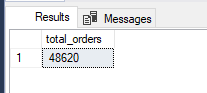 Results Messages
total_orders
1 48620